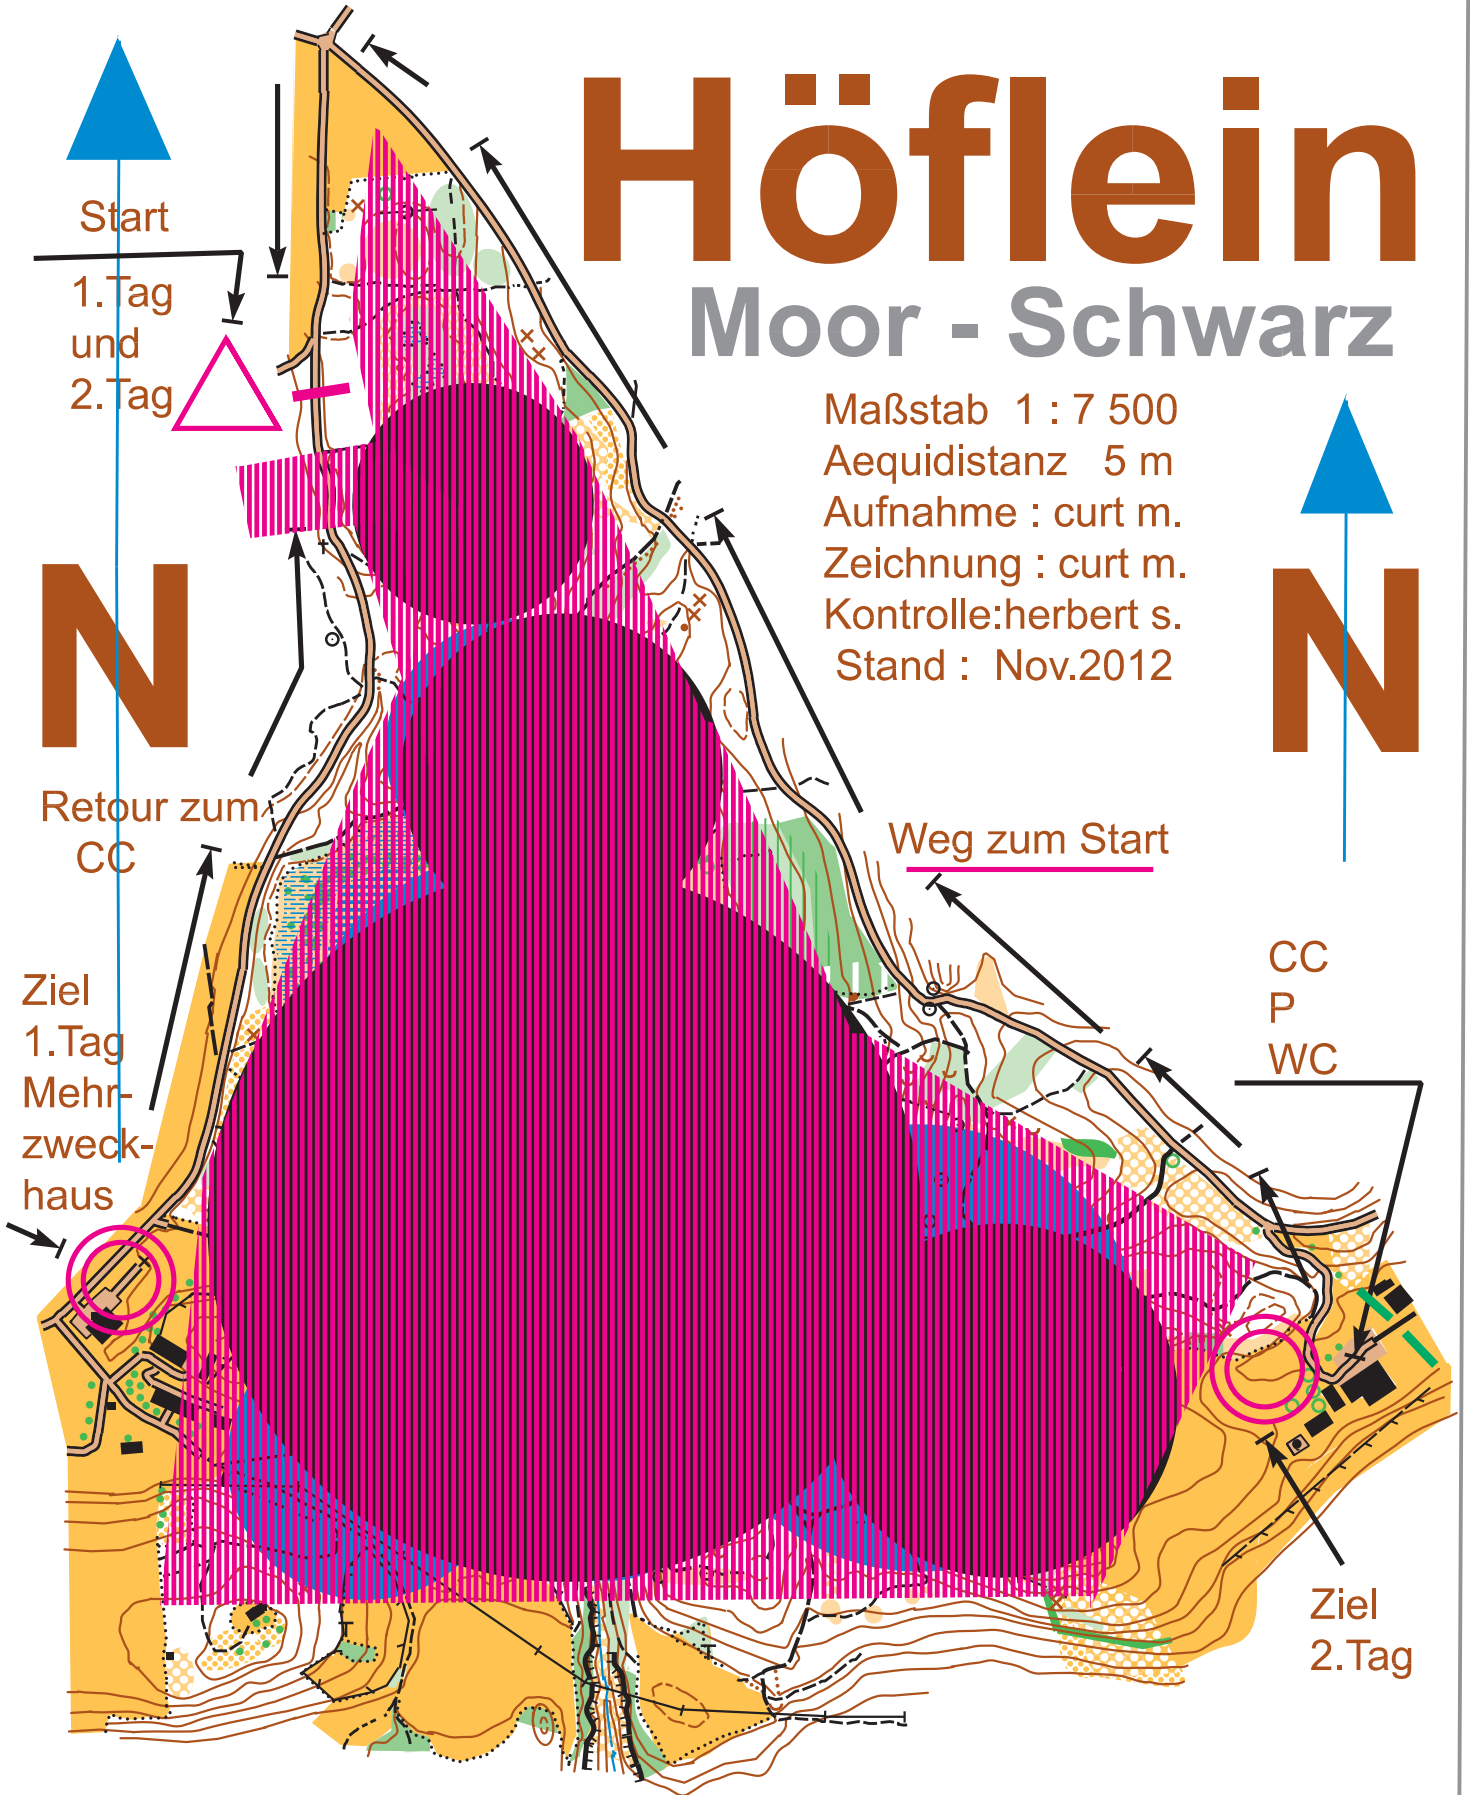 Höflein
Moor - Schwarz
Maßstab 1 : 7 500
Aequidistanz 5 m
Aufnahme : curt m.
Zeichnung : curt m.
Kontrolle:herbert s.
Stand : Nov.2012
Start
1.Tag
und
2.Tag
N
N
Retour zum
CC
Weg zum Start
Ziel
1.Tag
Mehr-
zweck-
haus
CC
P
WC
Ziel
2.Tag